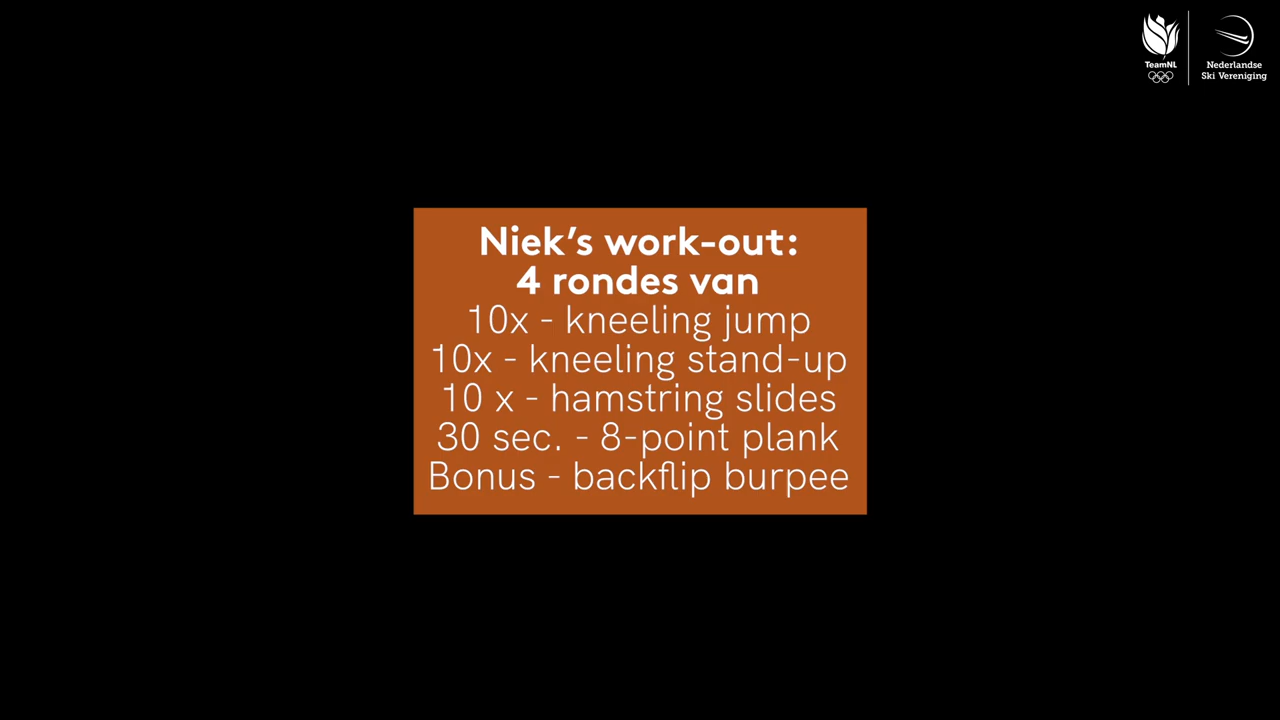 TeamNL
Nederlandse
Ski Vereniging
Niek's work-out:
4 rondes van
10x - kneeling jump
10x - kneeling stand-up
10 x - hamstring slides
30 sec. - 8-point plank
Bonus - backflip burpee